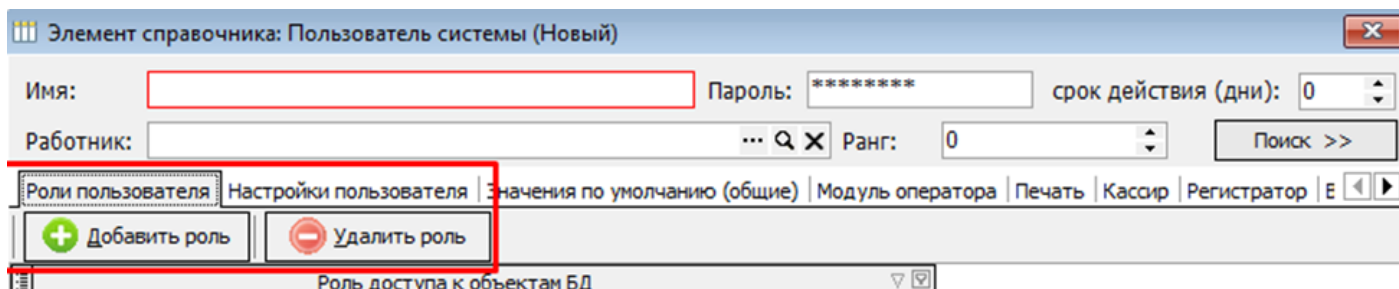 Элемент справочника: Пользователь системы (Новый)
Имя: Пароль: ******** срок действия (дни): 0
Работник: ... Ранг: 0 Поиск >>
Роли пользователя Настройки пользователя Значения по умолчанию (общие) Модуль оператора Печать Кассир Регистратор
Добавить роль Удалить роль
Роль доступа к объектам БД